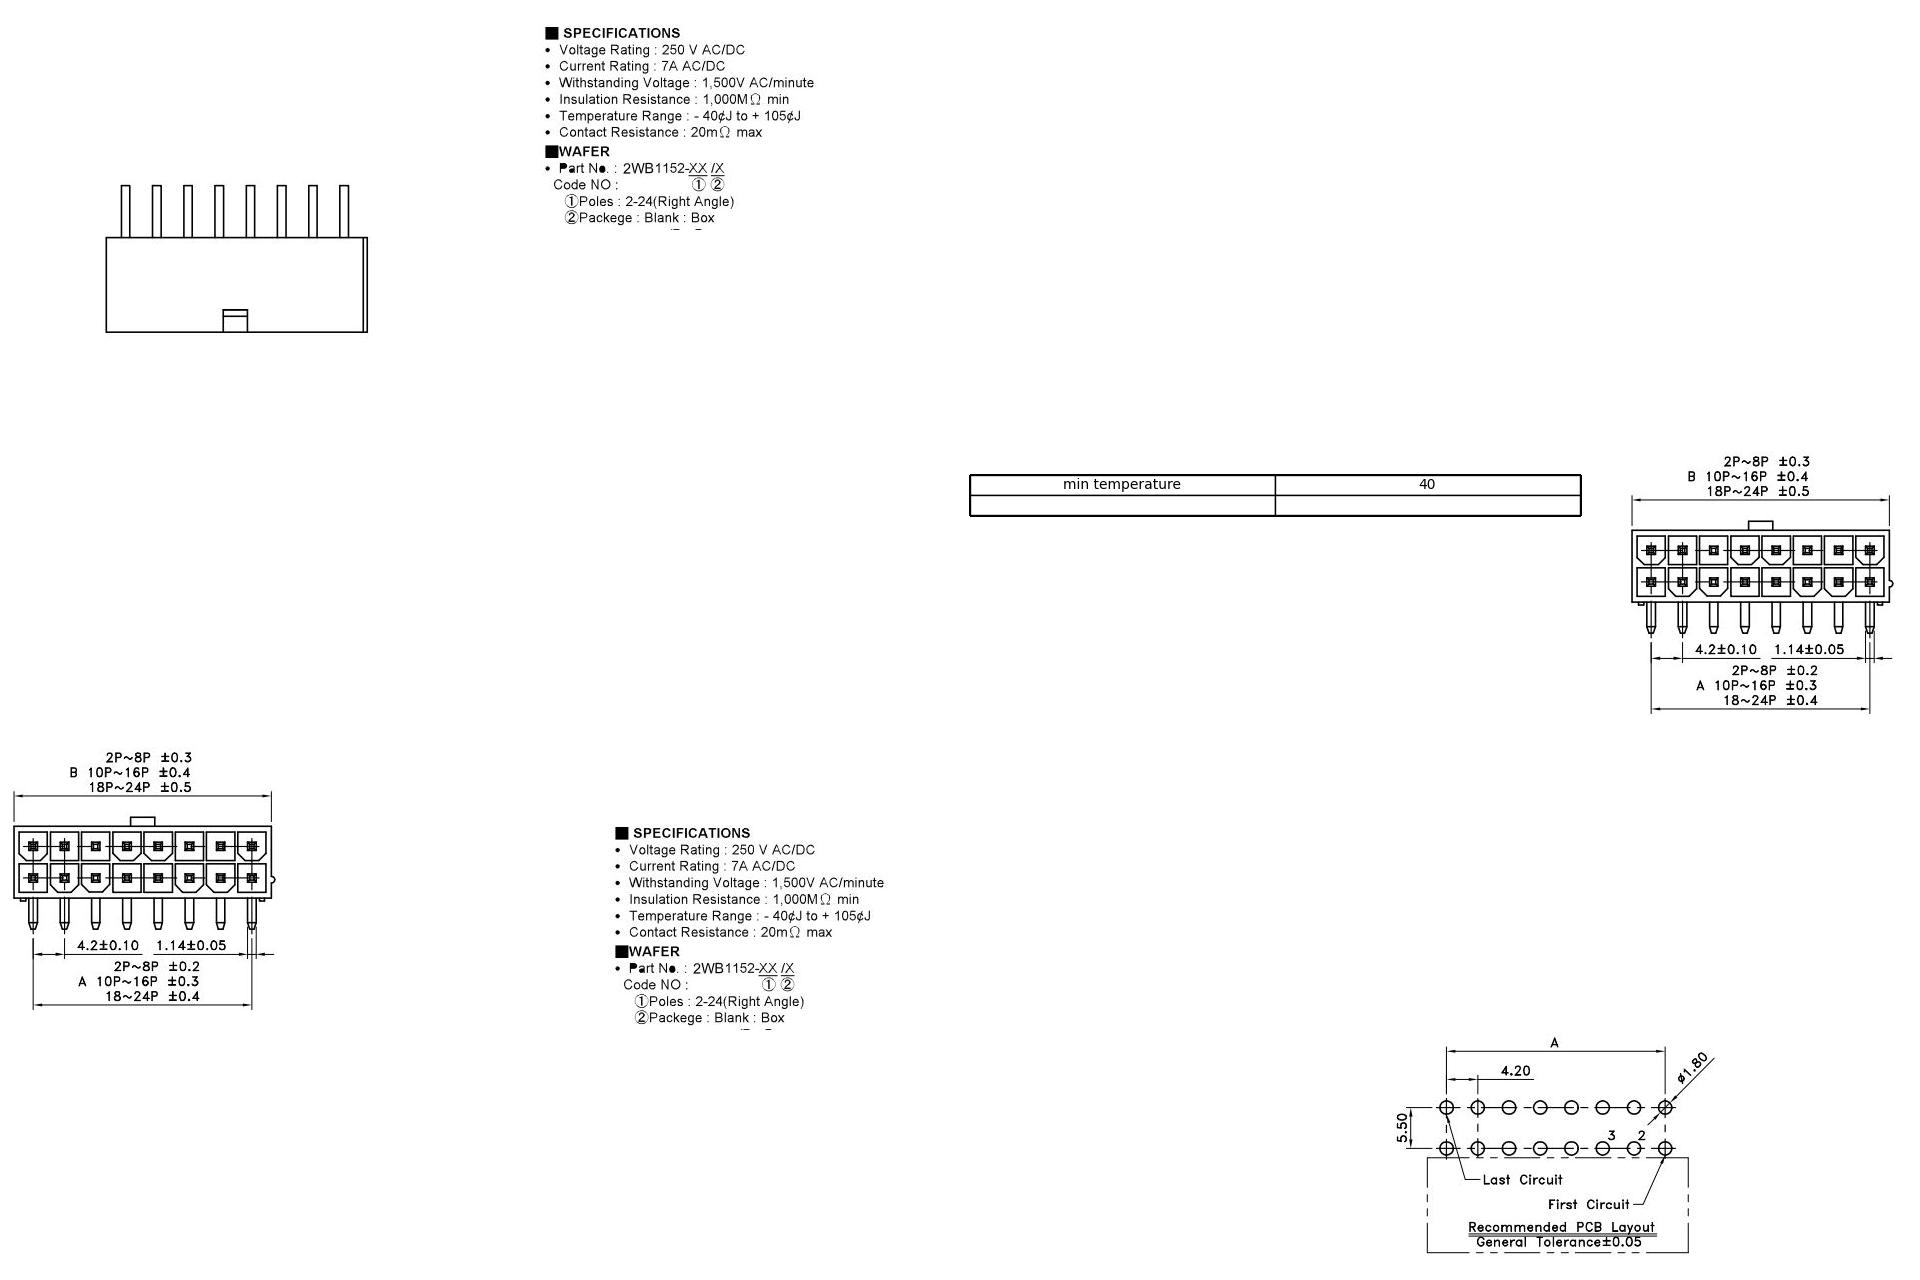 ■ SPECIFICATIONS
• Voltage Rating : 250 V AC/DC
• Current Rating : 7A AC/DC
• Withstanding Voltage : 1,500V AC/minute
• Insulation Resistance : 1,000MΩ min
• Temperature Range : - 40¢J to + 105¢J
• Contact Resistance : 20mΩ max
■WAFER
• Part No. : 2WB1152-XX /X
Code NO : ① ②
①Poles : 2-24(Right Angle)
②Packege : Blank : Box
min temperature 40
2P~8P ±0.3
B 10P~16P ±0.4
18P~24P ±0.5
4.2±0.10 1.14±0.05
2P~8P ±0.2
A 10P~16P ±0.3
18~24P ±0.4
2P~8P ±0.3
B 10P~16P ±0.4
18P~24P ±0.5
4.2±0.10 1.14±0.05
2P~8P ±0.2
A 10P~16P ±0.3
18~24P ±0.4
■ SPECIFICATIONS
• Voltage Rating : 250 V AC/DC
• Current Rating : 7A AC/DC
• Withstanding Voltage : 1,500V AC/minute
• Insulation Resistance : 1,000MΩ min
• Temperature Range : - 40¢J to + 105¢J
• Contact Resistance : 20mΩ max
■WAFER
• Part No. : 2WB1152-XX /X
Code NO : ① ②
①Poles : 2-24(Right Angle)
②Packege : Blank : Box
A
4.20
ø1.80
5.50
3 2
Last Circuit
First Circuit
Recommended PCB Layout
General Tolerance±0.05